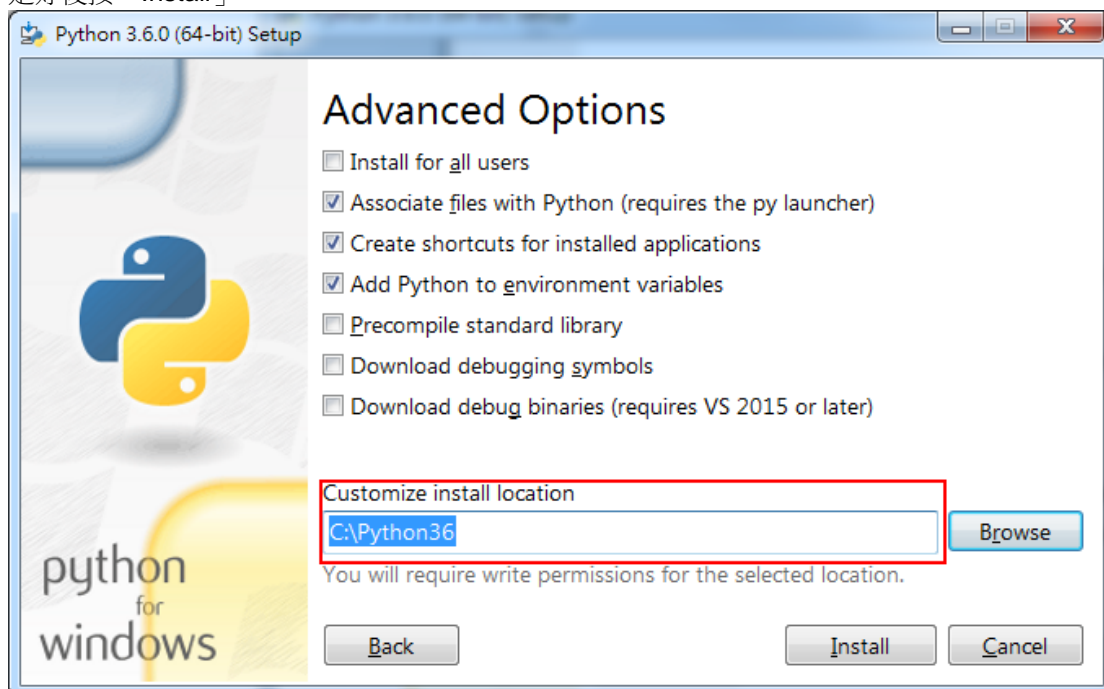 Install」
Python 3.6.0 (64-bit) Setup
Advanced Options
Install for all users
Associate files with Python (requires the py launcher)
Create shortcuts for installed applications
Add Python to environment variables
Precompile standard library
Download debugging symbols
Download debug binaries (requires VS 2015 or later)
Customize install location
C:\Python36
Browse
You will require write permissions for the selected location.
python
for
windows
Back
Install
Cancel